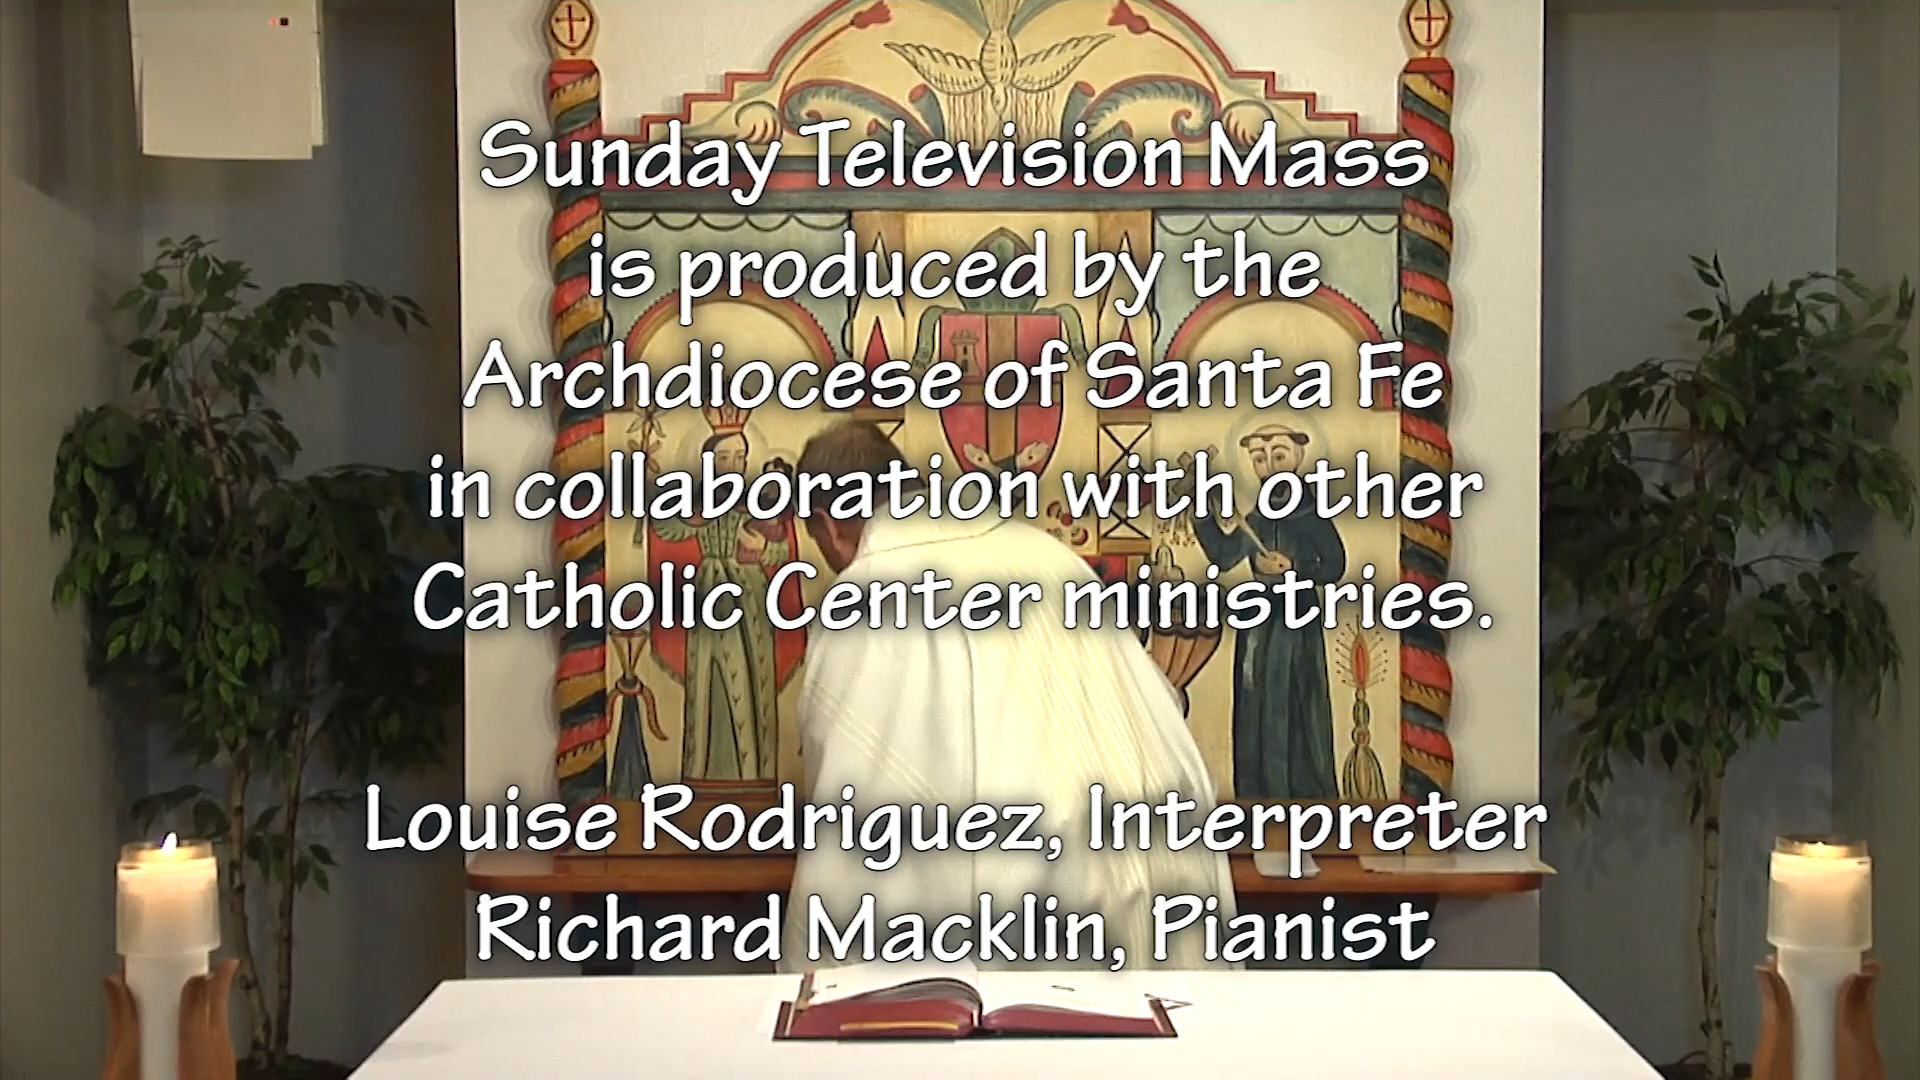 Sunday Television Mass
is produced by the
Archdiocese of Santa Fe
in collaboration with other
Catholic Center ministries.
Louise Rodriguez, Interpreter
Richard Macklin, Pianist